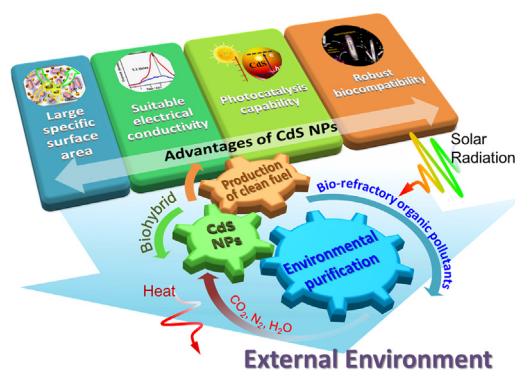 Large
specific
surface
area
Suitable
electrical
conductivity
CdS
Photocatalysis
capability
Robust
biocompatibility
Advantages of CdS NPs
Solar
Radiation
Production
of clean fuel
Biohybrid
CdS
NPs
Bio-refractory organic pollutants
Environmental
purification
Heat
CO2, N2, H2O
External Environment